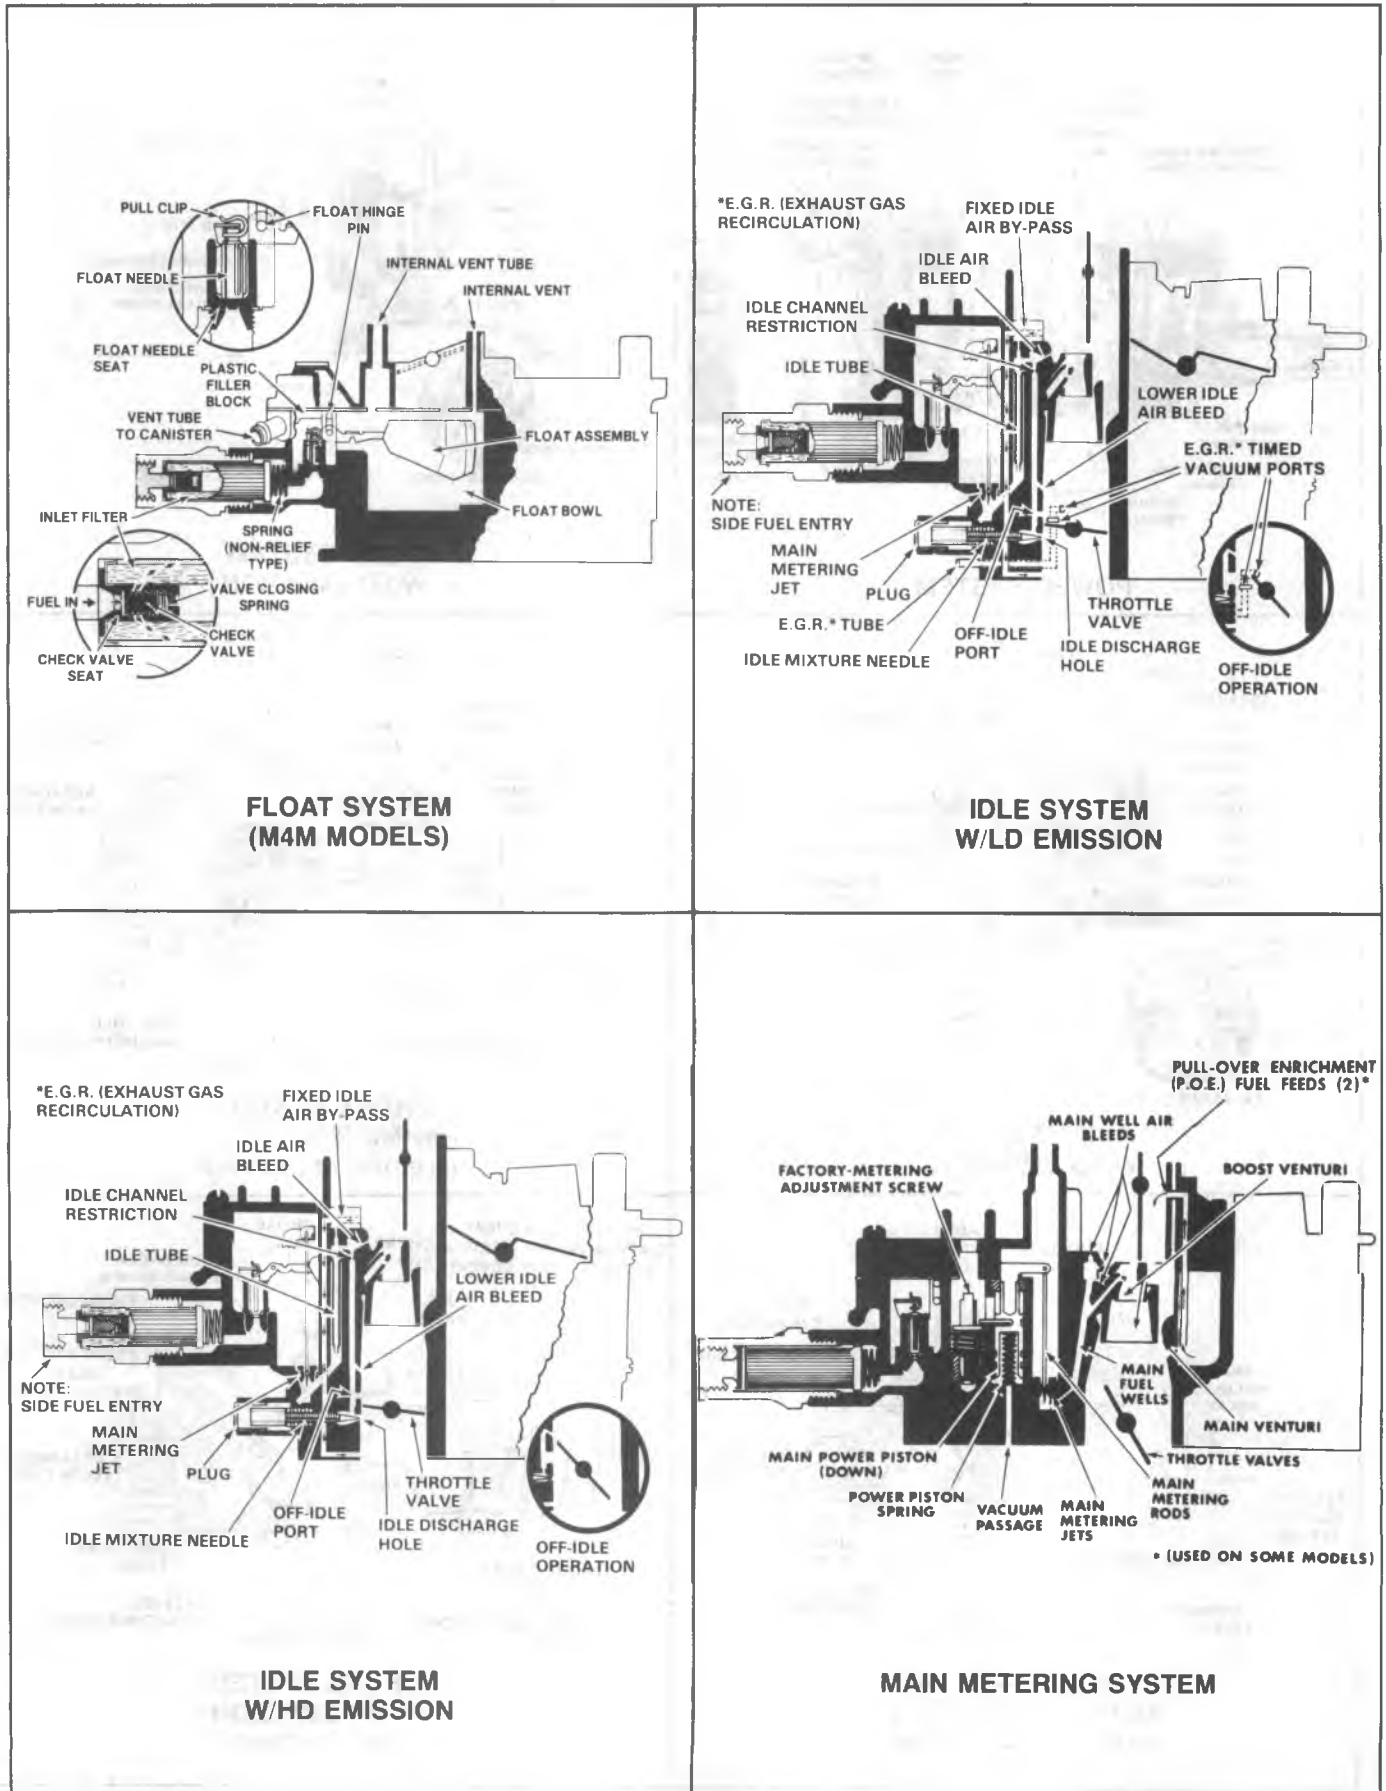 PULL CLIP
FLOAT HINGE
PIN
FLOAT NEEDLE
INTERNAL VENT TUBE
INTERNAL VENT
FLOAT NEEDLE
SEAT
PLASTIC
FILLER
BLOCK
VENT TUBE
TO CANISTER
FLOAT ASSEMBLY
FLOAT BOWL
INLET FILTER
SPRING
(NON-RELIEF
TYPE)
VALVE CLOSING
SPRING
FUEL IN
CHECK
VALVE
CHECK VALVE
SEAT
FLOAT SYSTEM
(M4M MODELS)
*E.G.R. (EXHAUST GAS
RECIRCULATION)
FIXED IDLE
AIR BY-PASS
IDLE AIR
BLEED
IDLE CHANNEL
RESTRICTION
IDLE TUBE
LOWER IDLE
AIR BLEED
E.G.R.* TIMED
VACUUM PORTS
NOTE:
SIDE FUEL ENTRY
MAIN
METERING
JET
PLUG
E.G.R.* TUBE
IDLE MIXTURE NEEDLE
OFF-IDLE
PORT
THROTTLE
VALVE
IDLE DISCHARGE
HOLE
OFF-IDLE
OPERATION
IDLE SYSTEM
W/LD EMISSION
*E.G.R. (EXHAUST GAS
RECIRCULATION)
FIXED IDLE
AIR BY-PASS
IDLE AIR
BLEED
IDLE CHANNEL
RESTRICTION
IDLE TUBE
LOWER IDLE
AIR BLEED
NOTE:
SIDE FUEL ENTRY
MAIN
METERING
JET
PLUG
IDLE MIXTURE NEEDLE
OFF-IDLE
PORT
THROTTLE
VALVE
IDLE DISCHARGE
HOLE
OFF-IDLE
OPERATION
IDLE SYSTEM
W/HD EMISSION
PULL-OVER ENRICHMENT
(P.O.E.) FUEL FEEDS (2)*
MAIN WELL AIR
BLEEDS
FACTORY-METERING
ADJUSTMENT SCREW
BOOST VENTURI
MAIN
FUEL
WELLS
MAIN VENTURI
MAIN POWER PISTON
(DOWN)
POWER PISTON
SPRING
VACUUM
PASSAGE
MAIN
METERING
JETS
THROTTLE VALVES
MAIN
METERING
RODS
* (USED ON SOME MODELS)
MAIN METERING SYSTEM